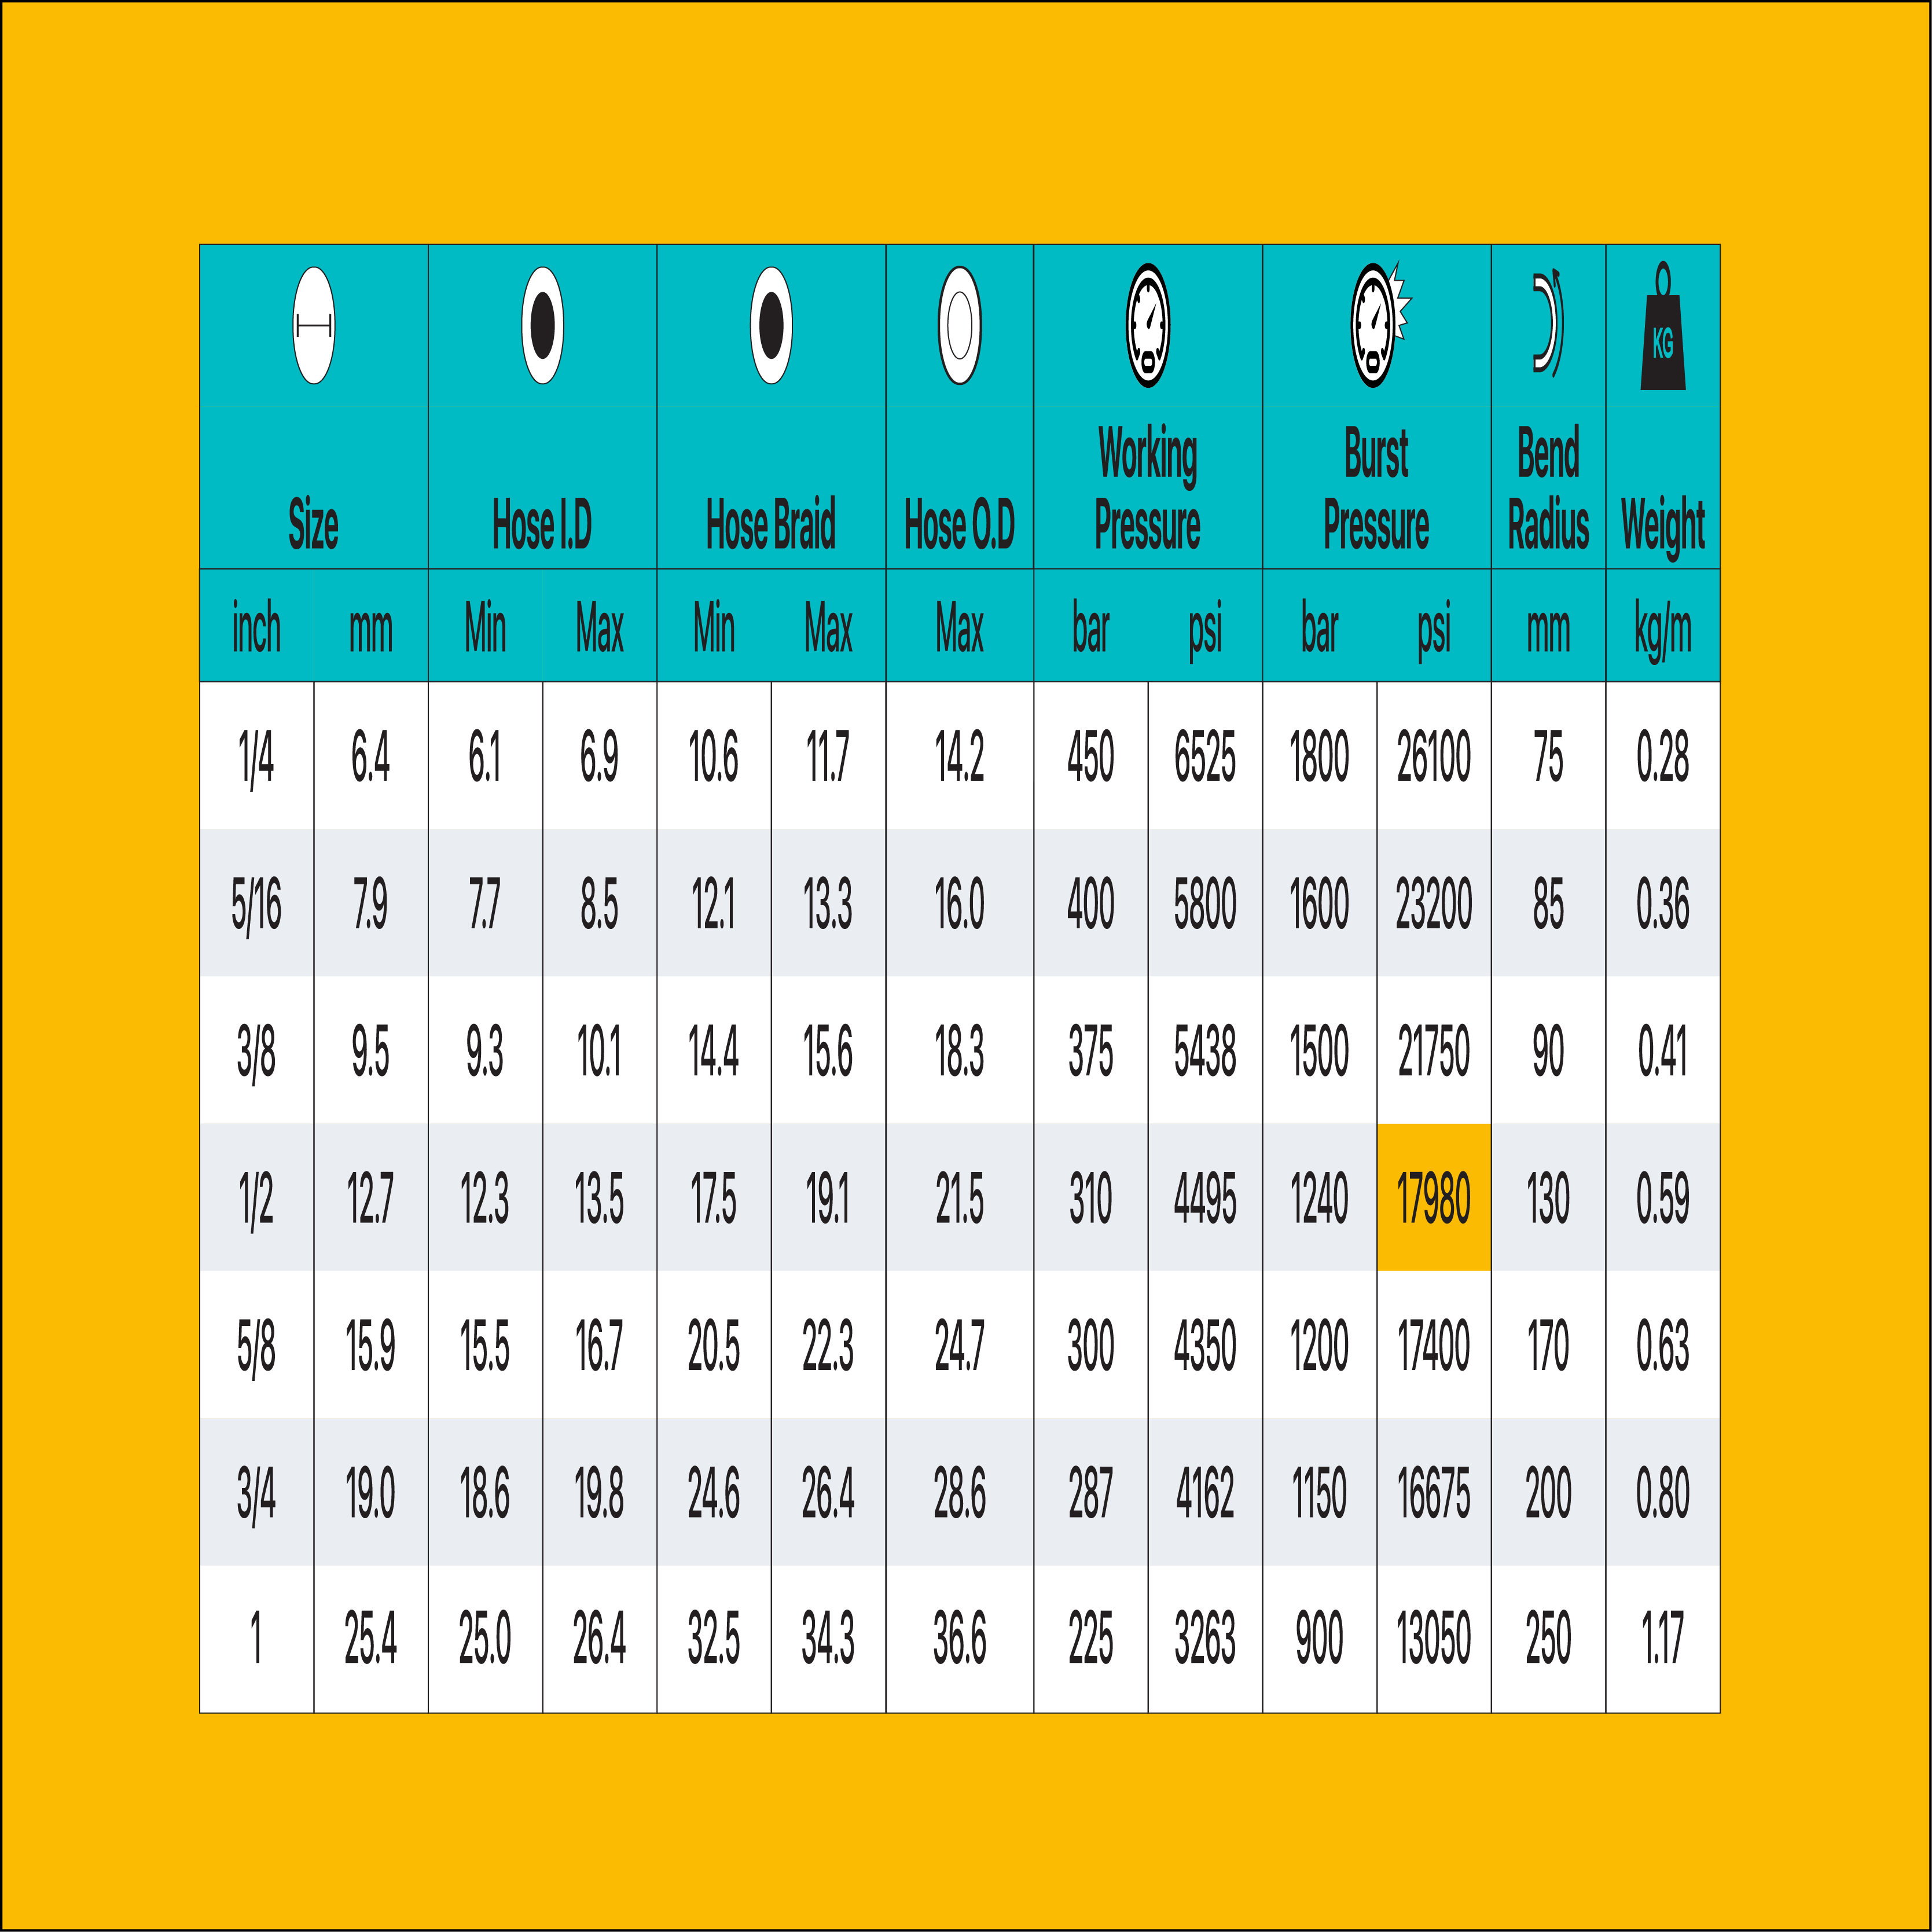 KG
Size Hose I.D Hose Braid Hose O.D Working Pressure Burst Pressure Bend Radius Weight
inch mm Min Max Min Max Max bar psi bar psi mm kg/m
1/4 6.4 6.1 6.9 10.6 11.7 14.2 450 6525 1800 26100 75 0.28
5/16 7.9 7.7 8.5 12.1 13.3 16.0 400 5800 1600 23200 85 0.36
3/8 9.5 9.3 10.1 14.4 15.6 18.3 375 5438 1500 21750 90 0.41
1/2 12.7 12.3 13.5 17.5 19.1 21.5 310 4495 1240 17980 130 0.59
5/8 15.9 15.5 16.7 20.5 22.3 24.7 300 4350 1200 17400 170 0.63
3/4 19.0 18.6 19.8 24.6 26.4 28.6 287 4162 1150 16675 200 0.80
1 25.4 25.0 26.4 32.5 34.3 36.6 225 3263 900 13050 250 1.17